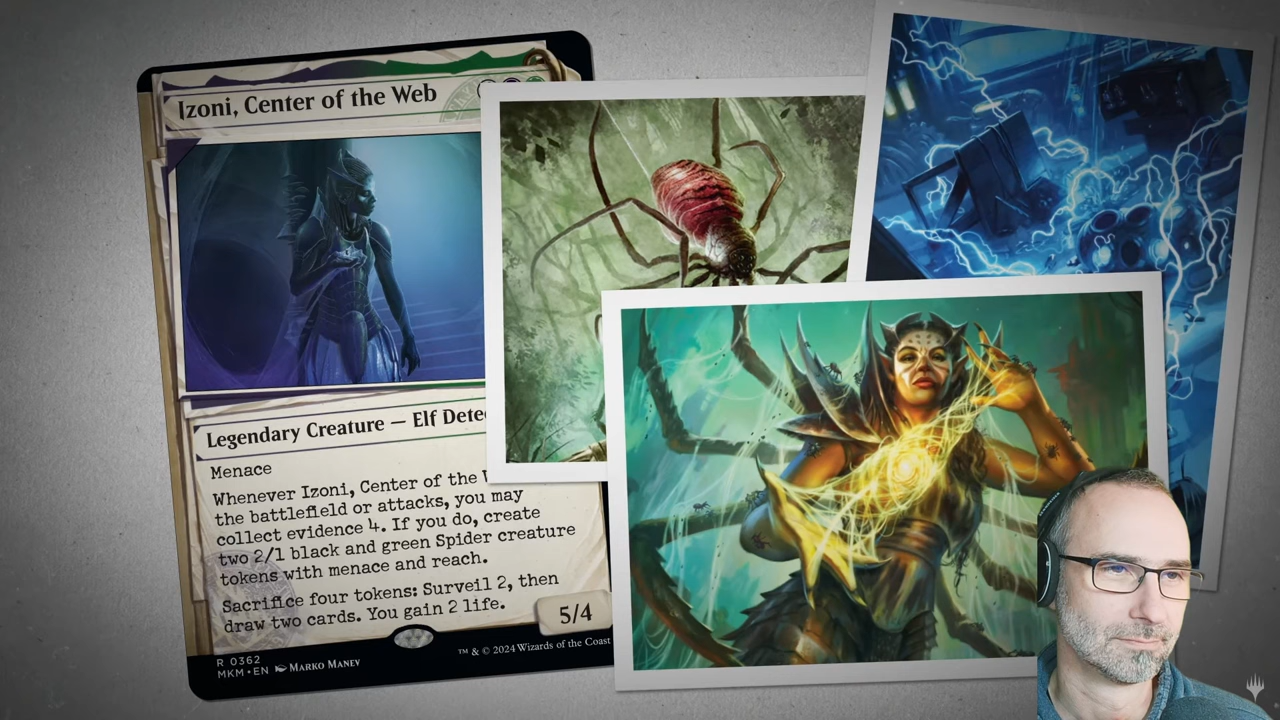 Izoni, Center of the Web
Legendary Creature — Elf
Menace
Whenever Izoni, Center of the
the battlefield or attacks, you may
collect evidence 4. If you do, create
two 2/1 black and green Spider creature
tokens with menace and reach.
Sacrifice four tokens: Surveil 2, then
draw two cards. You gain 2 life.
5/4
R 0362
MKM • EN Marko Manev
™ & © 2024 Wizards of the Coast